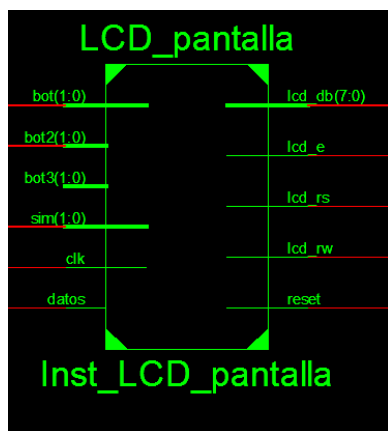 LCD_pantalla
bot(1:0) lcd_db(7:0)
bot2(1:0) lcd_e
bot3(1:0) lcd_rs
sim(1:0) lcd_rw
clk
datos reset
Inst_LCD_pantalla